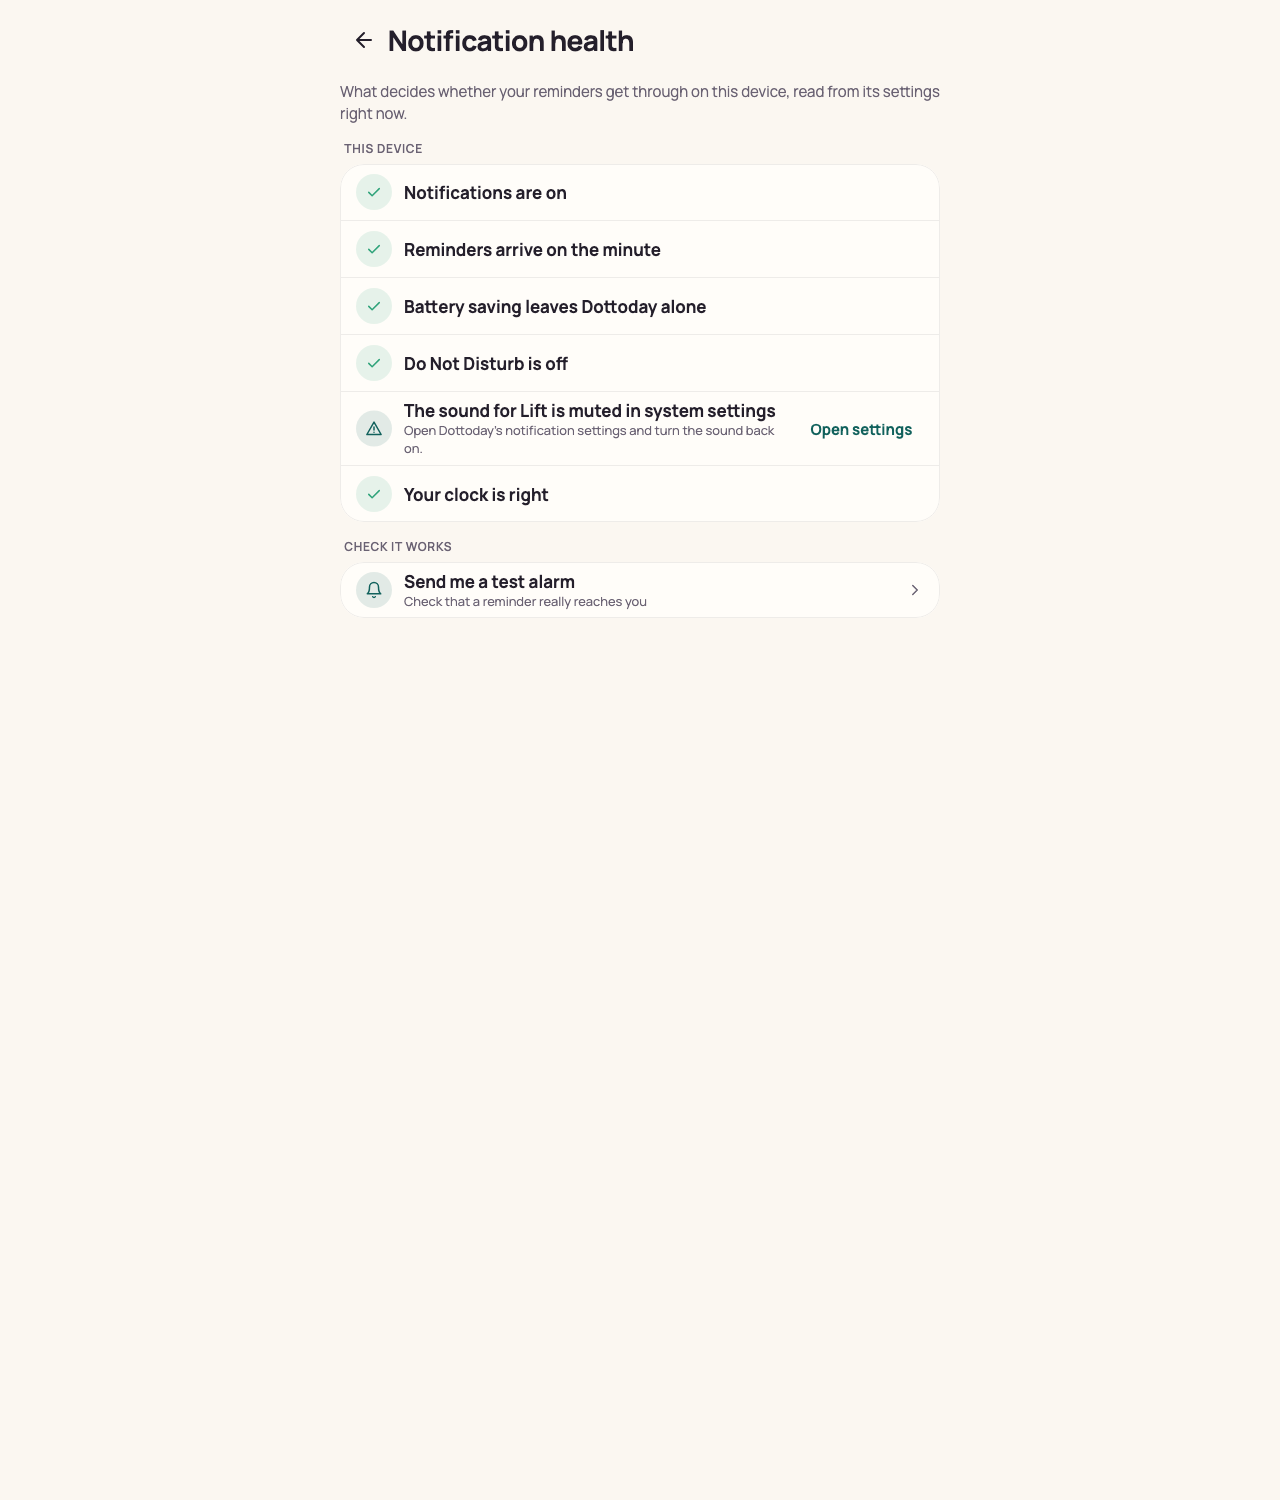 Notification health
What decides whether your reminders get through on this device, read from its settings
right now.
THIS DEVICE
Notifications are on
Reminders arrive on the minute
Battery saving leaves Dottoday alone
Do Not Disturb is off
The sound for Lift is muted in system settings
Open Dottoday's notification settings and turn the sound back
on.
Open settings
Your clock is right
CHECK IT WORKS
Send me a test alarm
Check that a reminder really reaches you